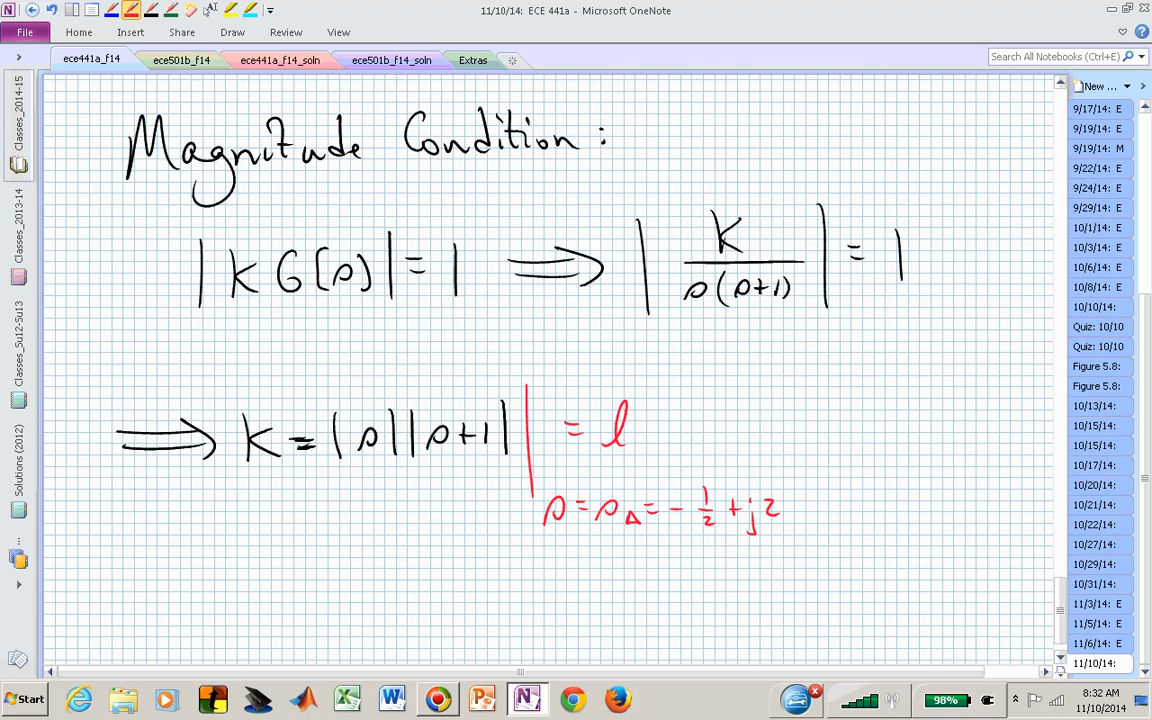 11/10/14: ECE 441a - Microsoft OneNote
File Home Insert Share Draw Review View
ece441a_f14 ece501b_f14 ece441a_f14_soln ece501b_f14_soln Extras
Search All Notebooks (Ctrl+E)
Classes_2014-15
Classes_2013-14
Classes_Su12-Su13
Solutions (2012)
Magnitude Condition:
|K G(s)| = 1 ⟹ |K/(s(s+1))| = 1
⟹ K = |s||s+1| | = l
s = s_Δ = -1/2 + j2
New ...
9/17/14: E
9/19/14: E
9/19/14: M
9/22/14: E
9/24/14: E
9/29/14: E
10/1/14: E
10/3/14: E
10/6/14: E
10/8/14: E
10/10/14:
Quiz: 10/10
Quiz: 10/10
Figure 5.8:
Figure 5.8:
10/13/14:
10/15/14:
10/15/14:
10/17/14:
10/20/14:
10/21/14:
10/22/14:
10/27/14:
10/29/14:
10/31/14:
11/3/14: E
11/5/14: E
11/6/14: E
11/10/14:
Start
98%
8:32 AM
11/10/2014